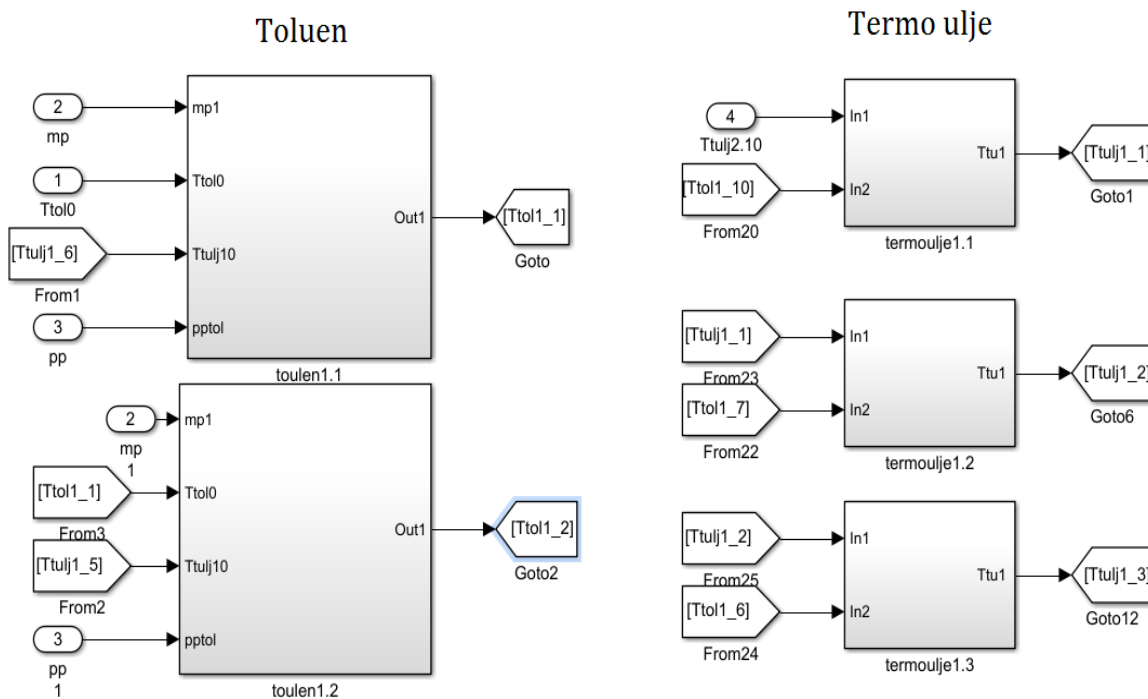 Toluen
2
mp
1
Ttol0
[Ttulj1_6]
From1
3
pp
mp1
Ttol0
Ttulj10
pptol
Out1
toulen1.1
[Ttol1_1]
Goto
2
mp
1
[Ttol1_1]
From3
[Ttulj1_5]
From2
3
pp
1
mp1
Ttol0
Ttulj10
pptol
Out1
toulen1.2
[Ttol1_2]
Goto2
Termo ulje
4
Ttulj2.10
[Ttol1_10]
From20
In1
In2
Ttu1
termoulje1.1
[Ttulj1_1]
Goto1
[Ttulj1_1]
From23
[Ttol1_7]
From22
In1
In2
Ttu1
termoulje1.2
[Ttulj1_2]
Goto6
[Ttulj1_2]
From25
[Ttol1_6]
From24
In1
In2
Ttu1
termoulje1.3
[Ttulj1_3]
Goto12